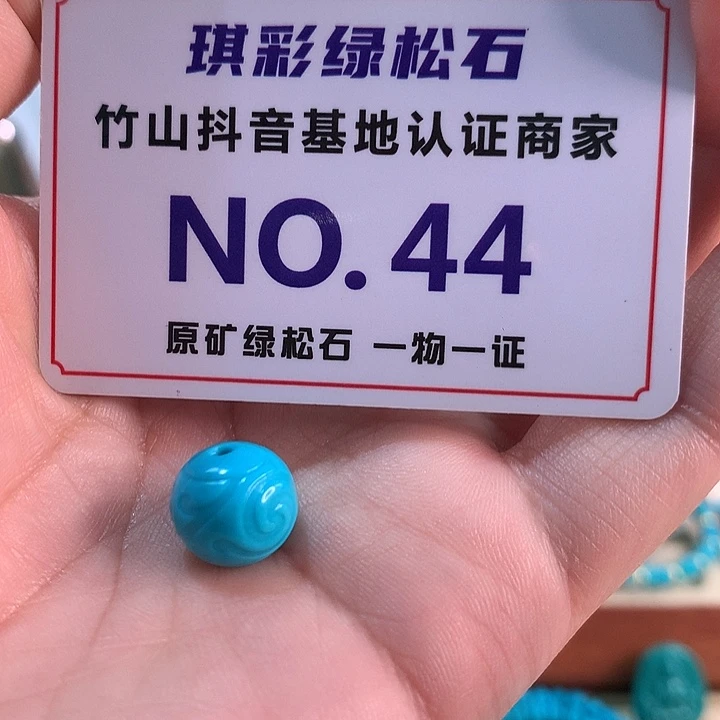 琪彩绿松石
竹山抖音基地认证商家
NO.44
原矿绿松石 一物一证